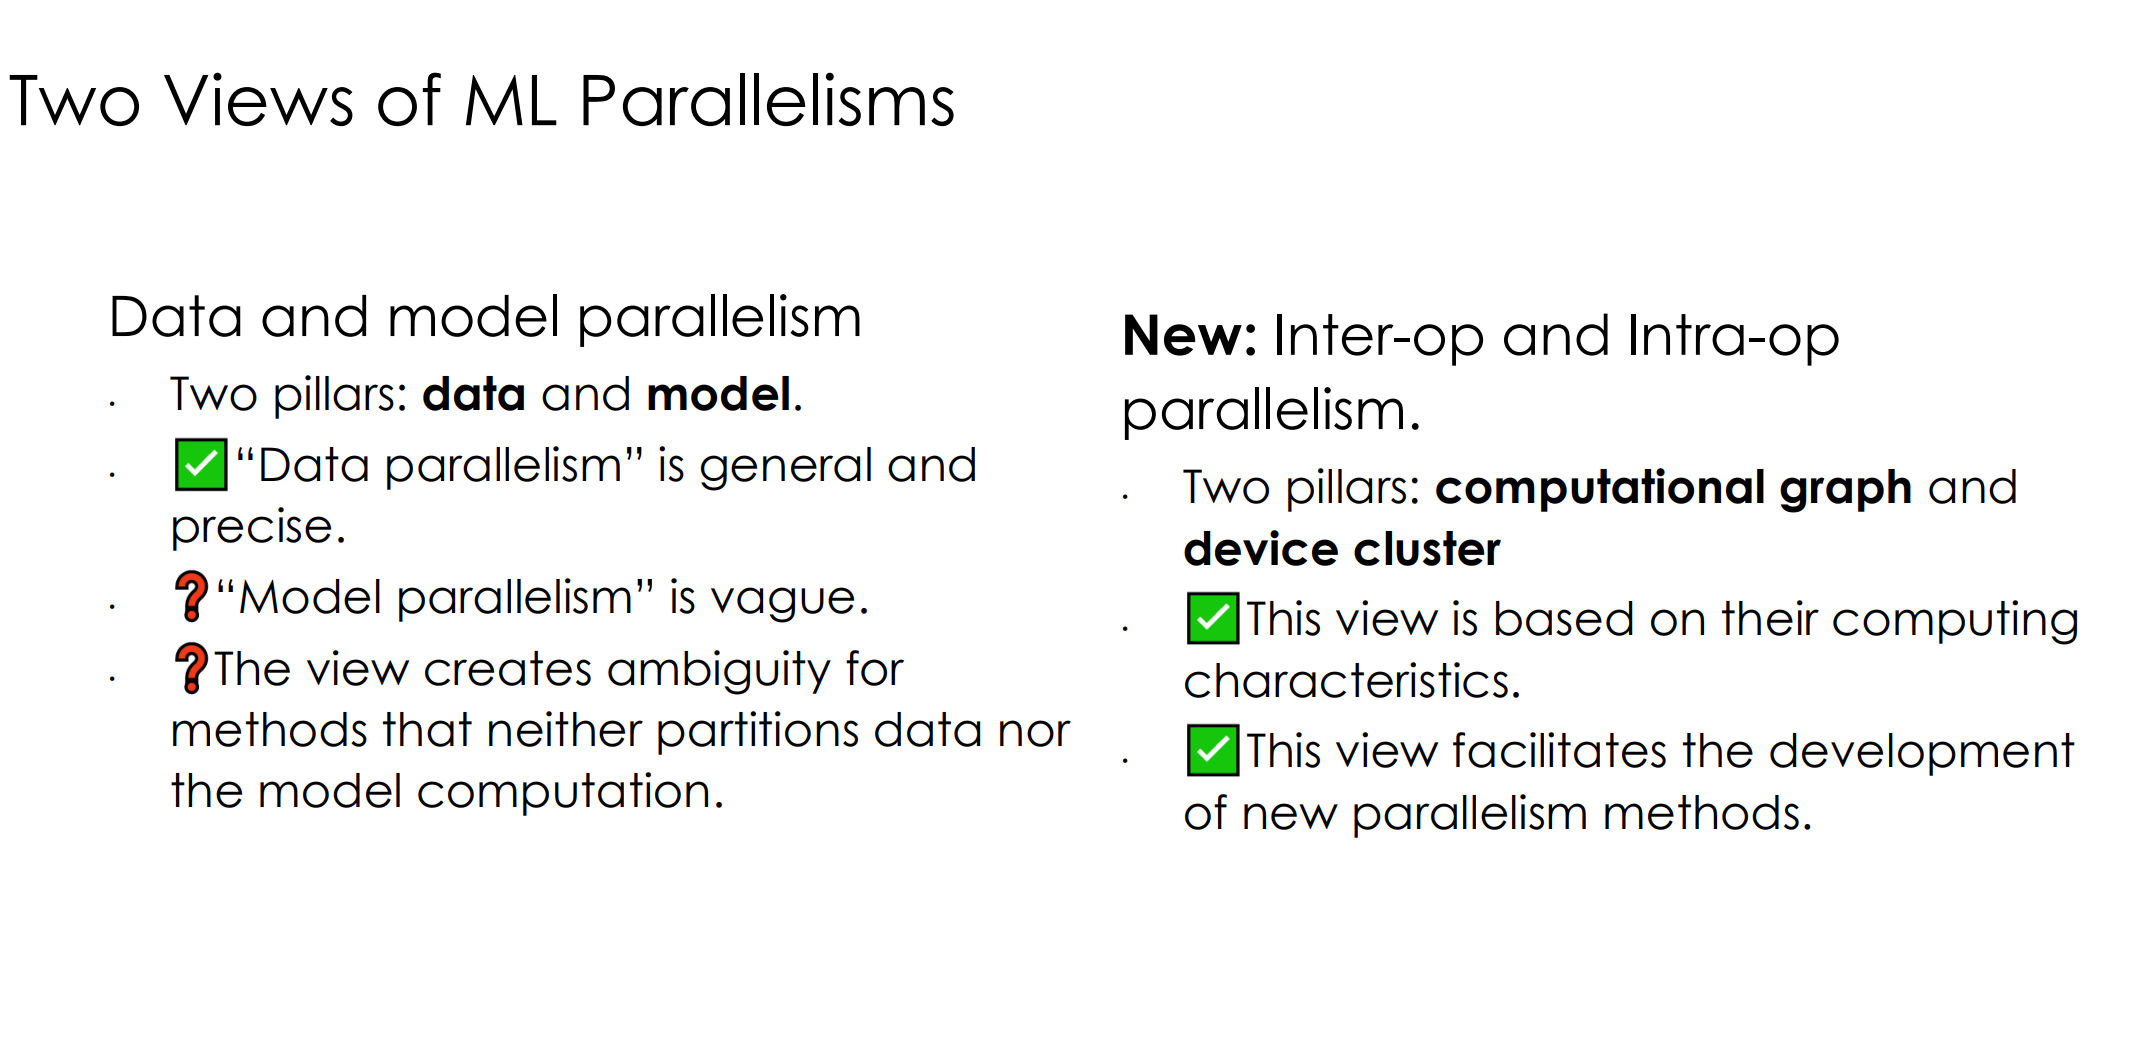 Two Views of ML Parallelisms
Data and model parallelism
· Two pillars: data and model.
· ✅“Data parallelism” is general and
precise.
· ❓“Model parallelism” is vague.
· ❓The view creates ambiguity for
methods that neither partitions data nor
the model computation.
New: Inter-op and Intra-op
parallelism.
· Two pillars: computational graph and
device cluster
· ✅This view is based on their computing
characteristics.
· ✅This view facilitates the development
of new parallelism methods.